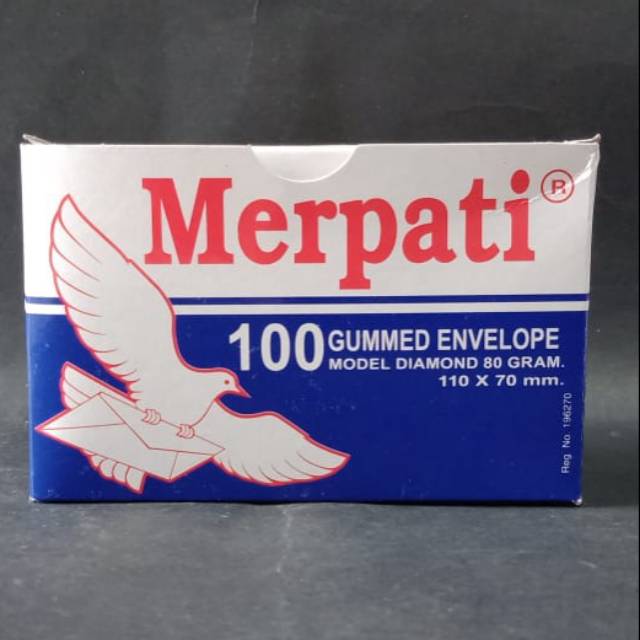 Merpati ®
100 GUMMED ENVELOPE
MODEL DIAMOND 80 GRAM.
110 X 70 mm.
Reg No. 196270